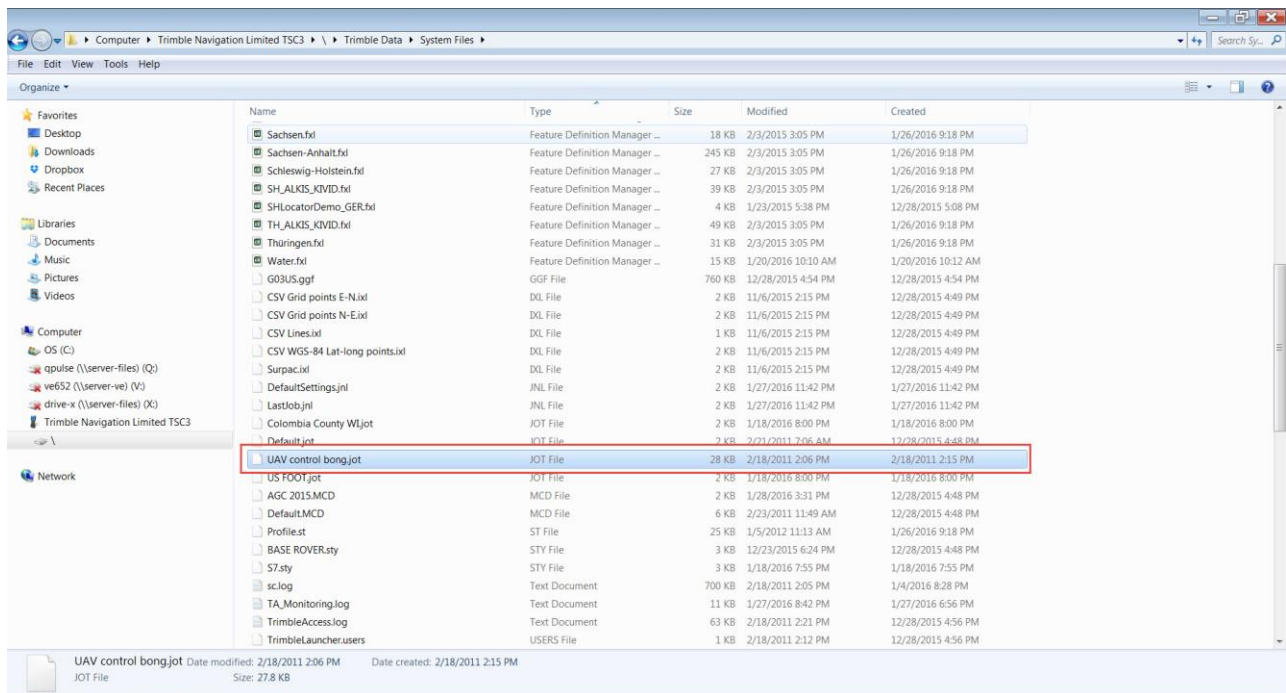 Computer Trimble Navigation Limited TSC3 \ Trimble Data System Files Search Sy...
File Edit View Tools Help
Organize
Favorites
Desktop
Downloads
Dropbox
Recent Places
Libraries
Documents
Music
Pictures
Videos
Computer
OS (C:)
qpulse (\\server-files) (Q:)
ve652 (\\server-ve) (V:)
drive-x (\\server-files) (X:)
Trimble Navigation Limited TSC3
\
Network
Name Type Size Modified Created
Sachsen.fxl Feature Definition Manager ... 18 KB 2/3/2015 3:05 PM 1/26/2016 9:18 PM
Sachsen-Anhalt.fxl Feature Definition Manager ... 245 KB 2/3/2015 3:05 PM 1/26/2016 9:18 PM
Schleswig-Holstein.fxl Feature Definition Manager ... 27 KB 2/3/2015 3:05 PM 1/26/2016 9:18 PM
SH_ALKIS_KIVID.fxl Feature Definition Manager ... 39 KB 2/3/2015 3:05 PM 1/26/2016 9:18 PM
SHLocatorDemo_GER.fxl Feature Definition Manager ... 4 KB 1/23/2015 5:38 PM 12/28/2015 5:08 PM
TH_ALKIS_KIVID.fxl Feature Definition Manager ... 49 KB 2/3/2015 3:05 PM 1/26/2016 9:18 PM
Thüringen.fxl Feature Definition Manager ... 31 KB 2/3/2015 3:05 PM 1/26/2016 9:18 PM
Water.fxl Feature Definition Manager ... 15 KB 1/20/2016 10:10 AM 1/20/2016 10:12 AM
G03US.ggf GGF File 760 KB 12/28/2015 4:54 PM 12/28/2015 4:54 PM
CSV Grid points E-N.ixl IXL File 2 KB 11/6/2015 2:15 PM 12/28/2015 4:49 PM
CSV Grid points N-E.ixl IXL File 2 KB 11/6/2015 2:15 PM 12/28/2015 4:49 PM
CSV Lines.ixl IXL File 1 KB 11/6/2015 2:15 PM 12/28/2015 4:49 PM
CSV WGS-84 Lat-long points.ixl IXL File 2 KB 11/6/2015 2:15 PM 12/28/2015 4:49 PM
Surpac.ixl IXL File 2 KB 11/6/2015 2:15 PM 12/28/2015 4:49 PM
DefaultSettings.jnl JNL File 2 KB 1/27/2016 11:42 PM 1/27/2016 11:42 PM
LastJob.jnl JNL File 2 KB 1/27/2016 11:42 PM 1/27/2016 11:42 PM
Colombia County WI.jot JOT File 2 KB 1/18/2016 8:00 PM 1/18/2016 8:00 PM
Default.jot JOT File 2 KB 2/21/2011 7:06 AM 12/28/2015 4:48 PM
UAV control bong.jot JOT File 28 KB 2/18/2011 2:06 PM 2/18/2011 2:15 PM
US FOOT.jot JOT File 2 KB 1/18/2016 8:00 PM 1/18/2016 8:00 PM
AGC 2015.MCD MCD File 2 KB 1/28/2016 3:31 PM 12/28/2015 4:48 PM
Default.MCD MCD File 6 KB 2/23/2011 11:49 AM 12/28/2015 4:48 PM
Profile.st ST File 25 KB 1/5/2012 11:13 AM 1/26/2016 9:18 PM
BASE ROVER.sty STY File 3 KB 12/23/2015 6:24 PM 12/28/2015 4:48 PM
S7.sty STY File 3 KB 1/18/2016 7:55 PM 1/18/2016 7:55 PM
sc.log Text Document 700 KB 2/18/2011 2:05 PM 1/4/2016 8:28 PM
TA_Monitoring.log Text Document 11 KB 1/27/2016 8:42 PM 1/27/2016 6:56 PM
TrimbleAccess.log Text Document 63 KB 2/18/2011 2:21 PM 12/28/2015 4:56 PM
TrimbleLauncher.users USERS File 1 KB 2/18/2011 2:12 PM 12/28/2015 4:56 PM
UAV control bong.jot Date modified: 2/18/2011 2:06 PM Date created: 2/18/2011 2:15 PM
JOT File Size: 27.8 KB